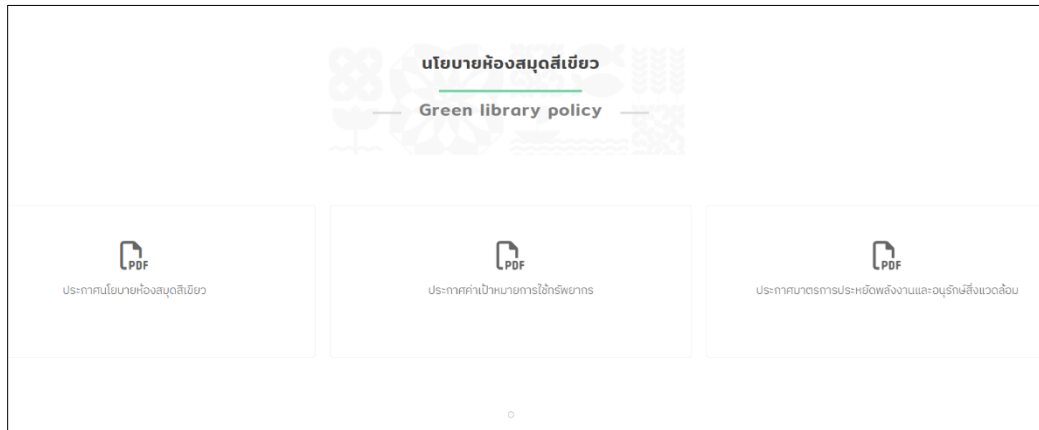 นโยบายห้องสมุดสีเขียว
Green library policy
PDF
ประกาศนโยบายห้องสมุดสีเขียว
PDF
ประกาศค่าเป้าหมายการใช้ทรัพยากร
PDF
ประกาศมาตรการประหยัดพลังงานและอนุรักษ์สิ่งแวดล้อม